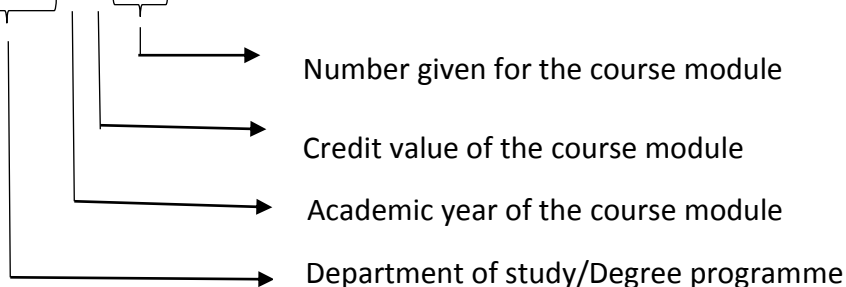 Number given for the course module
Credit value of the course module
Academic year of the course module
Department of study/Degree programme